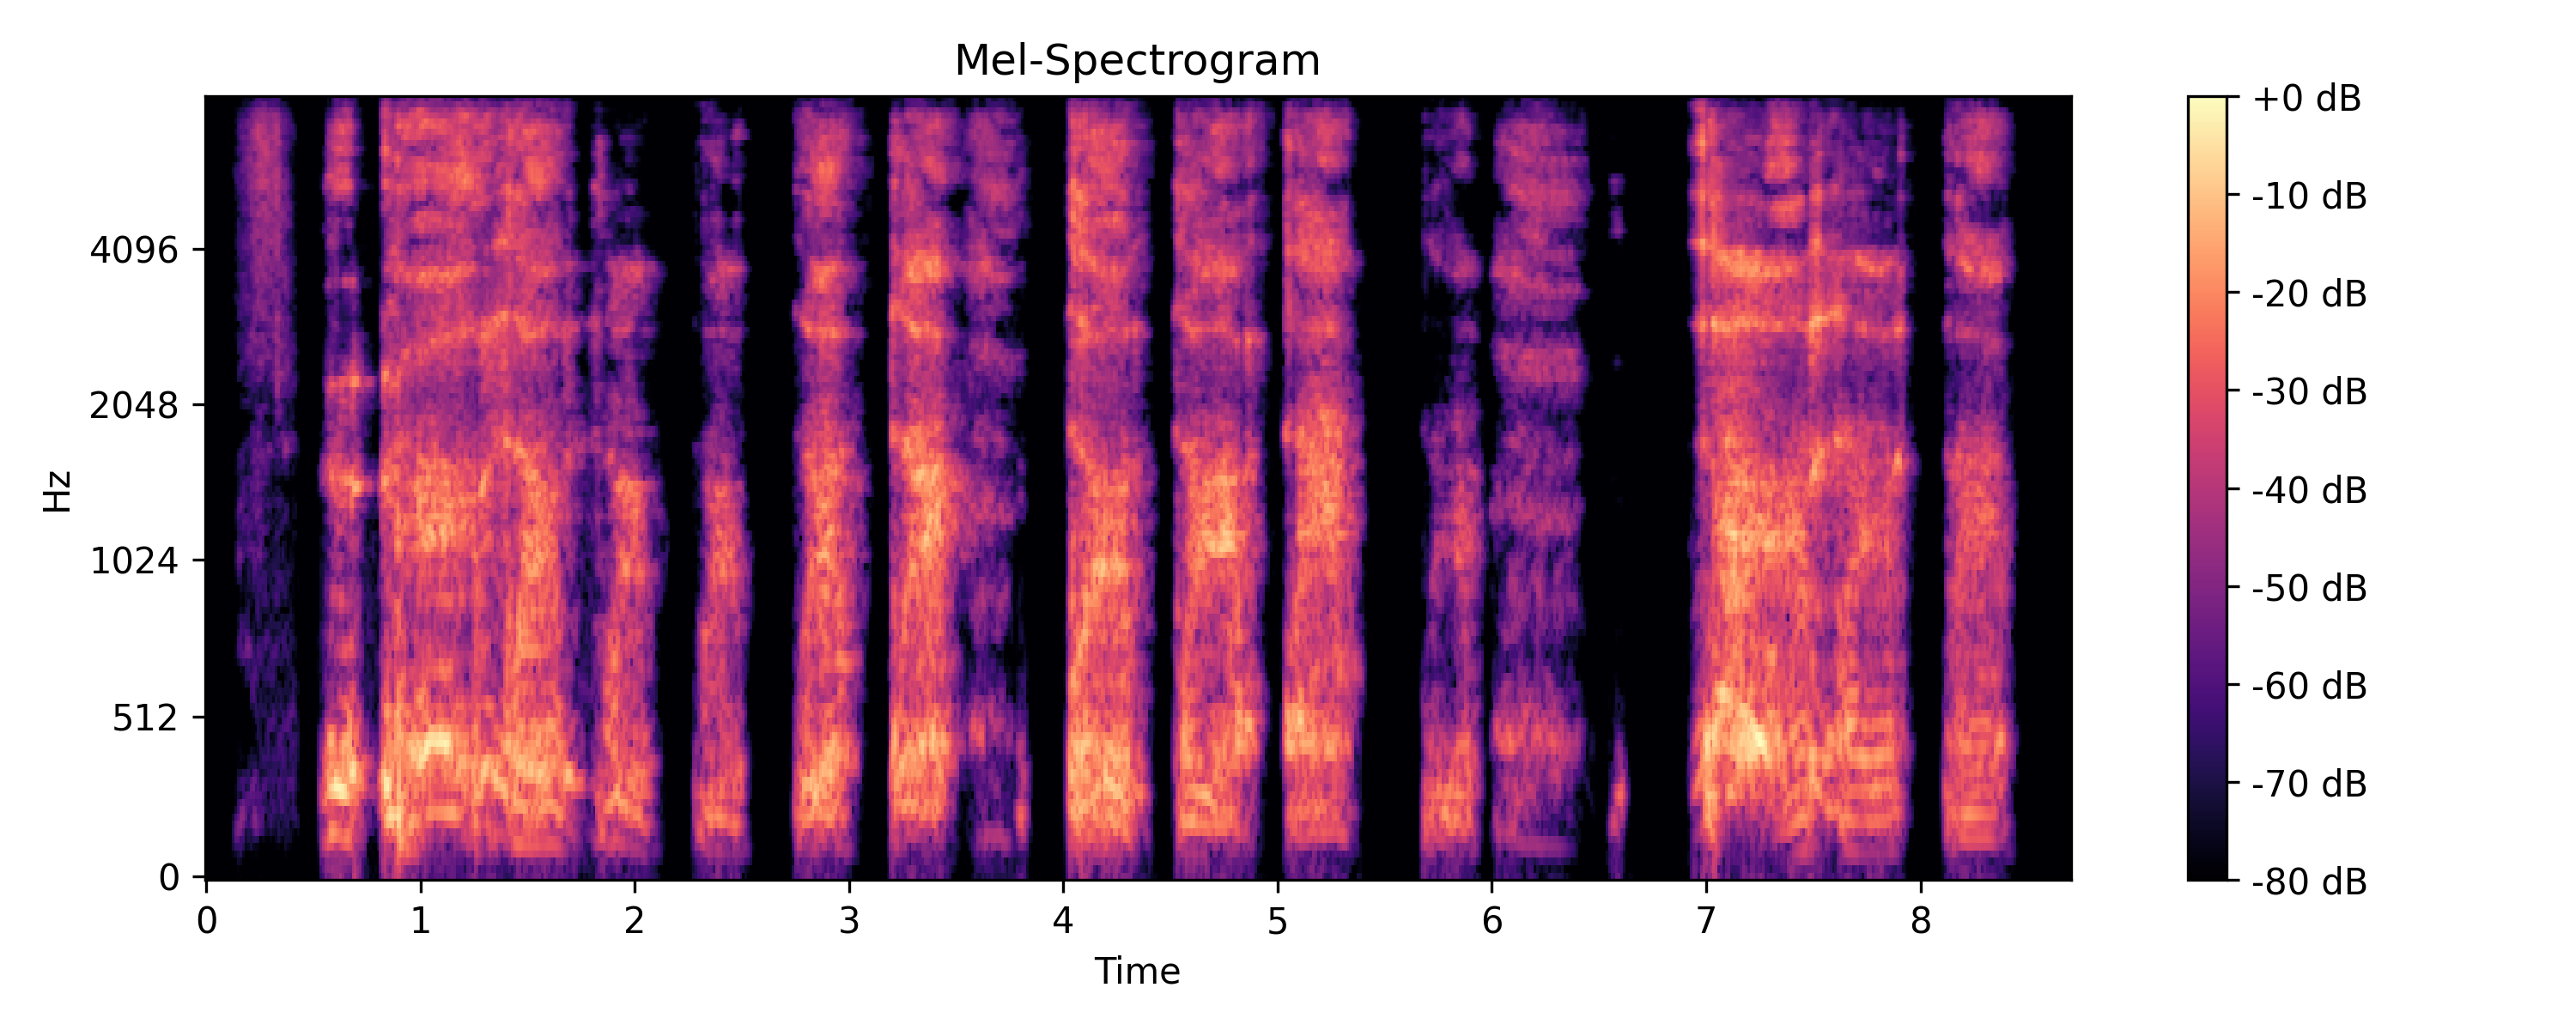 Mel-Spectrogram
+0 dB
-10 dB
-20 dB
-30 dB
-40 dB
-50 dB
-60 dB
-70 dB
-80 dB
4096
2048
1024
512
0
Hz
0 1 2 3 4 5 6 7 8
Time